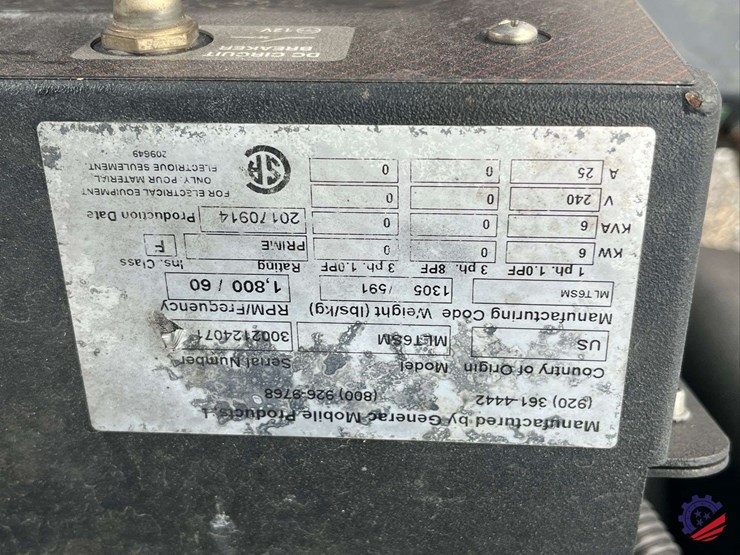 DC CIRCUIT
BREAKER
12V
Manufactured by Generac Mobile Products
(920) 361-4442 (800) 926-9768
Country of Origin Model Serial Number
US MLT6SM 3002124071
Manufacturing Code Weight (lbs/kg) RPM/Frequency
MLT6SM 1305 /591 1,800 / 60
1 ph. 1.0PF 3 ph. .8PF 3 ph. 1.0PF Rating Ins. Class
KW 6 0 0 PRIME F
KVA 6 0 0 20170914 Production Date
V 240 0 0
A 25 0 0
FOR ELECTRICAL EQUIPMENT
ONLY POUR MATERIAL
ELECTRIQUE SEULEMENT
209649